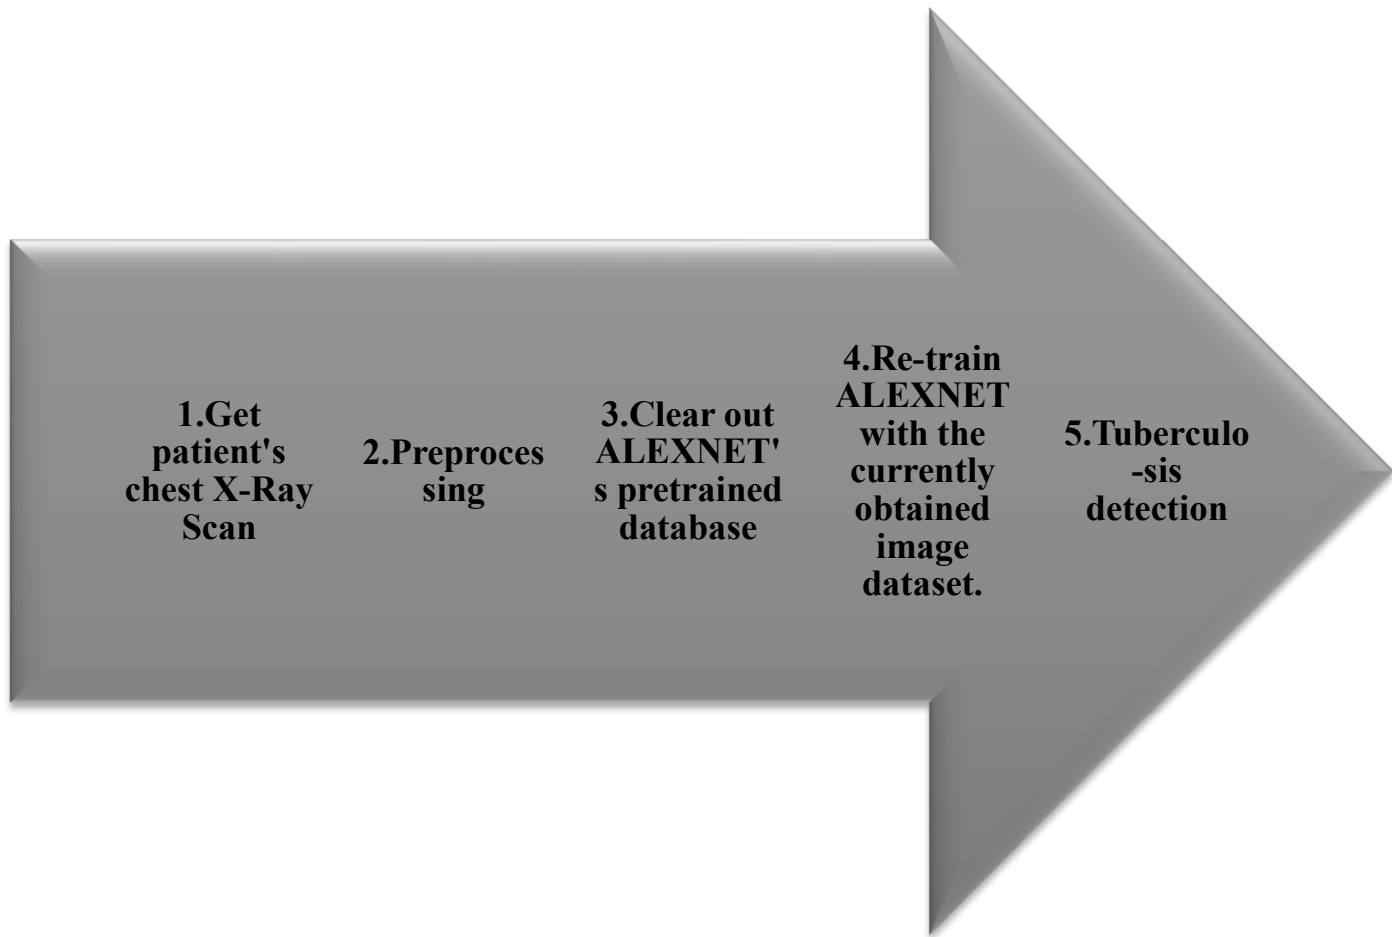 1.Get
patient's
chest X-Ray
Scan
2.Preproces
sing
3.Clear out
ALEXNET'
s pretrained
database
4.Re-train
ALEXNET
with the
currently
obtained
image
dataset.
5.Tuberculo
-sis
detection